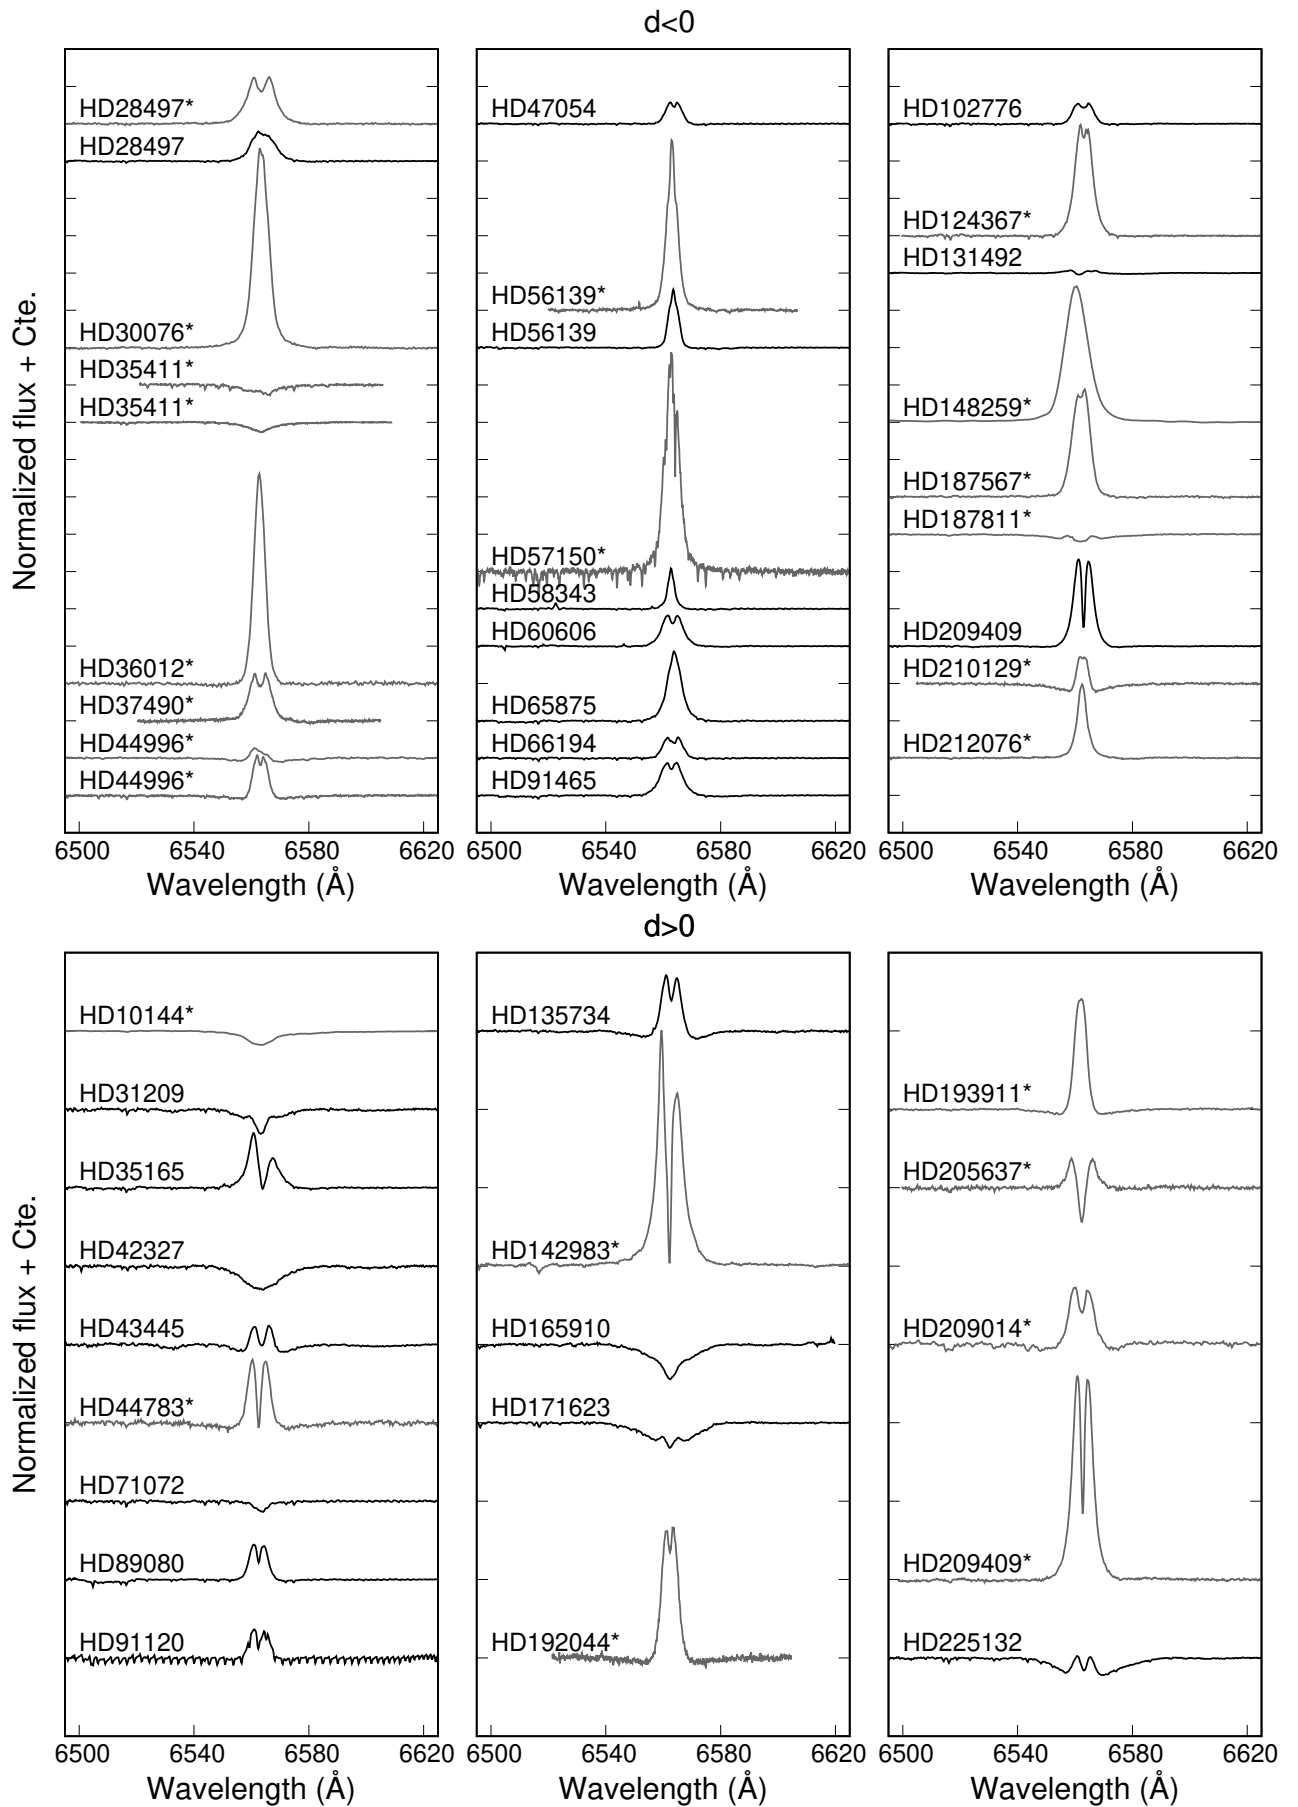 d<0
Normalized flux + Cte.
HD28497*
HD28497
HD30076*
HD35411*
HD35411*
HD36012*
HD37490*
HD44996*
HD44996*
6500 6540 6580 6620
Wavelength (Å)
HD47054
HD56139*
HD56139
HD57150*
HD58343
HD60606
HD65875
HD66194
HD91465
6500 6540 6580 6620
Wavelength (Å)
HD102776
HD124367*
HD131492
HD148259*
HD187567*
HD187811*
HD209409
HD210129*
HD212076*
6500 6540 6580 6620
Wavelength (Å)
d>0
Normalized flux + Cte.
HD10144*
HD31209
HD35165
HD42327
HD43445
HD44783*
HD71072
HD89080
HD91120
6500 6540 6580 6620
Wavelength (Å)
HD135734
HD142983*
HD165910
HD171623
HD192044*
6500 6540 6580 6620
Wavelength (Å)
HD193911*
HD205637*
HD209014*
HD209409*
HD225132
6500 6540 6580 6620
Wavelength (Å)